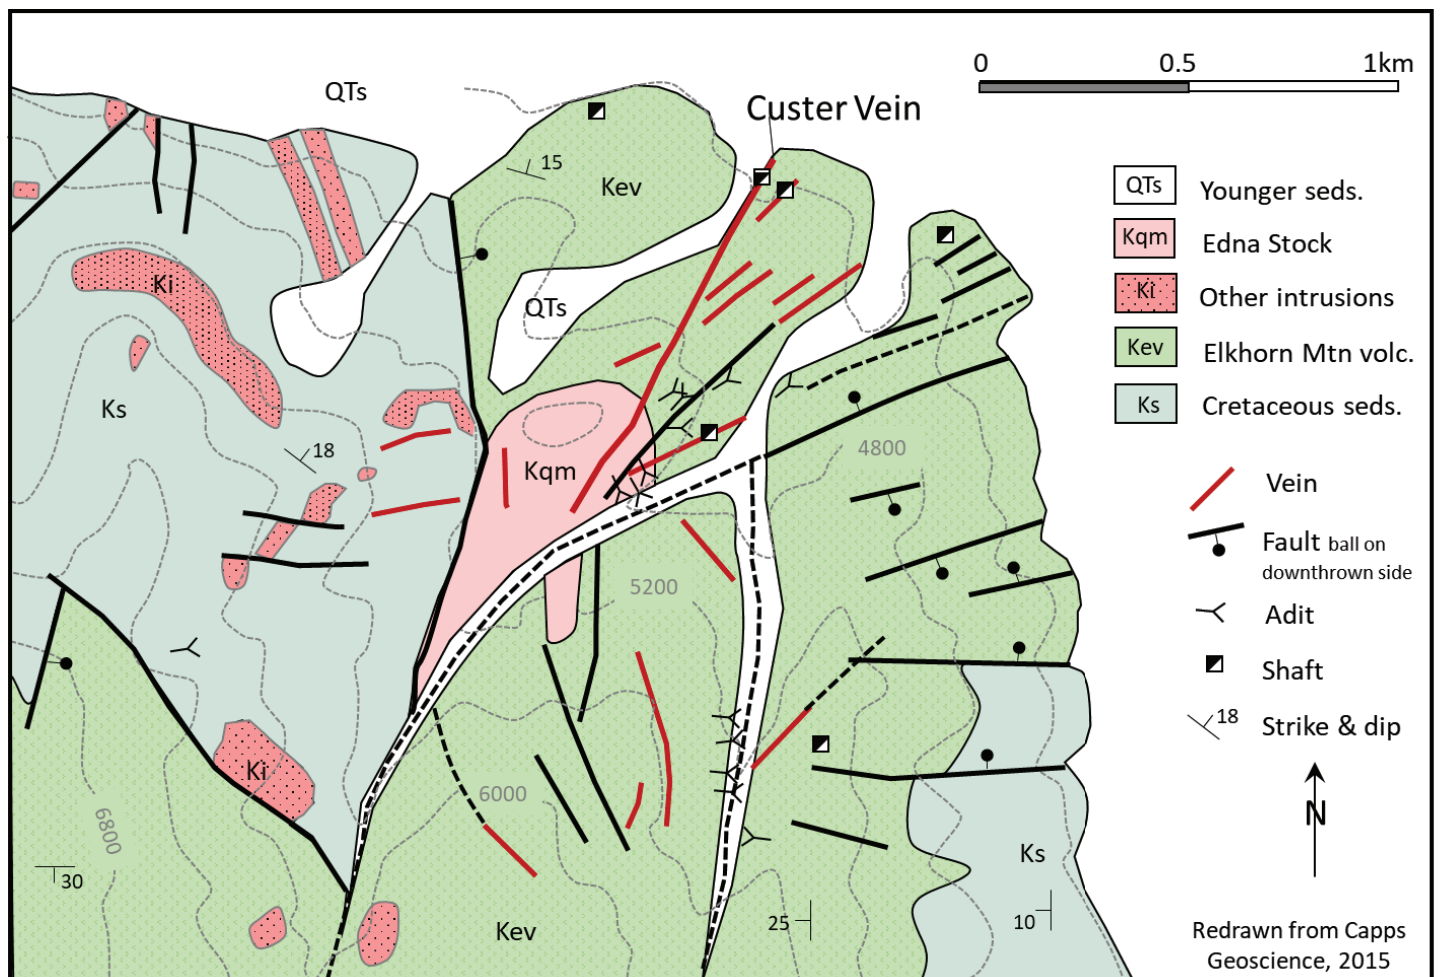 QTs
0 0.5 1km
Custer Vein
15
Kev
QTs Younger seds.
Kqm Edna Stock
Ki
Ki Other intrusions
QTs
Kev Elkhorn Mtn volc.
Ks
Ks Cretaceous seds.
18
Kqm
4800
Vein
Fault ball on
downthrown side
5200
Adit
Shaft
18
Strike & dip
Ki
6000
6800
N
Ks
30
Kev
25
10
Redrawn from Capps
Geoscience, 2015